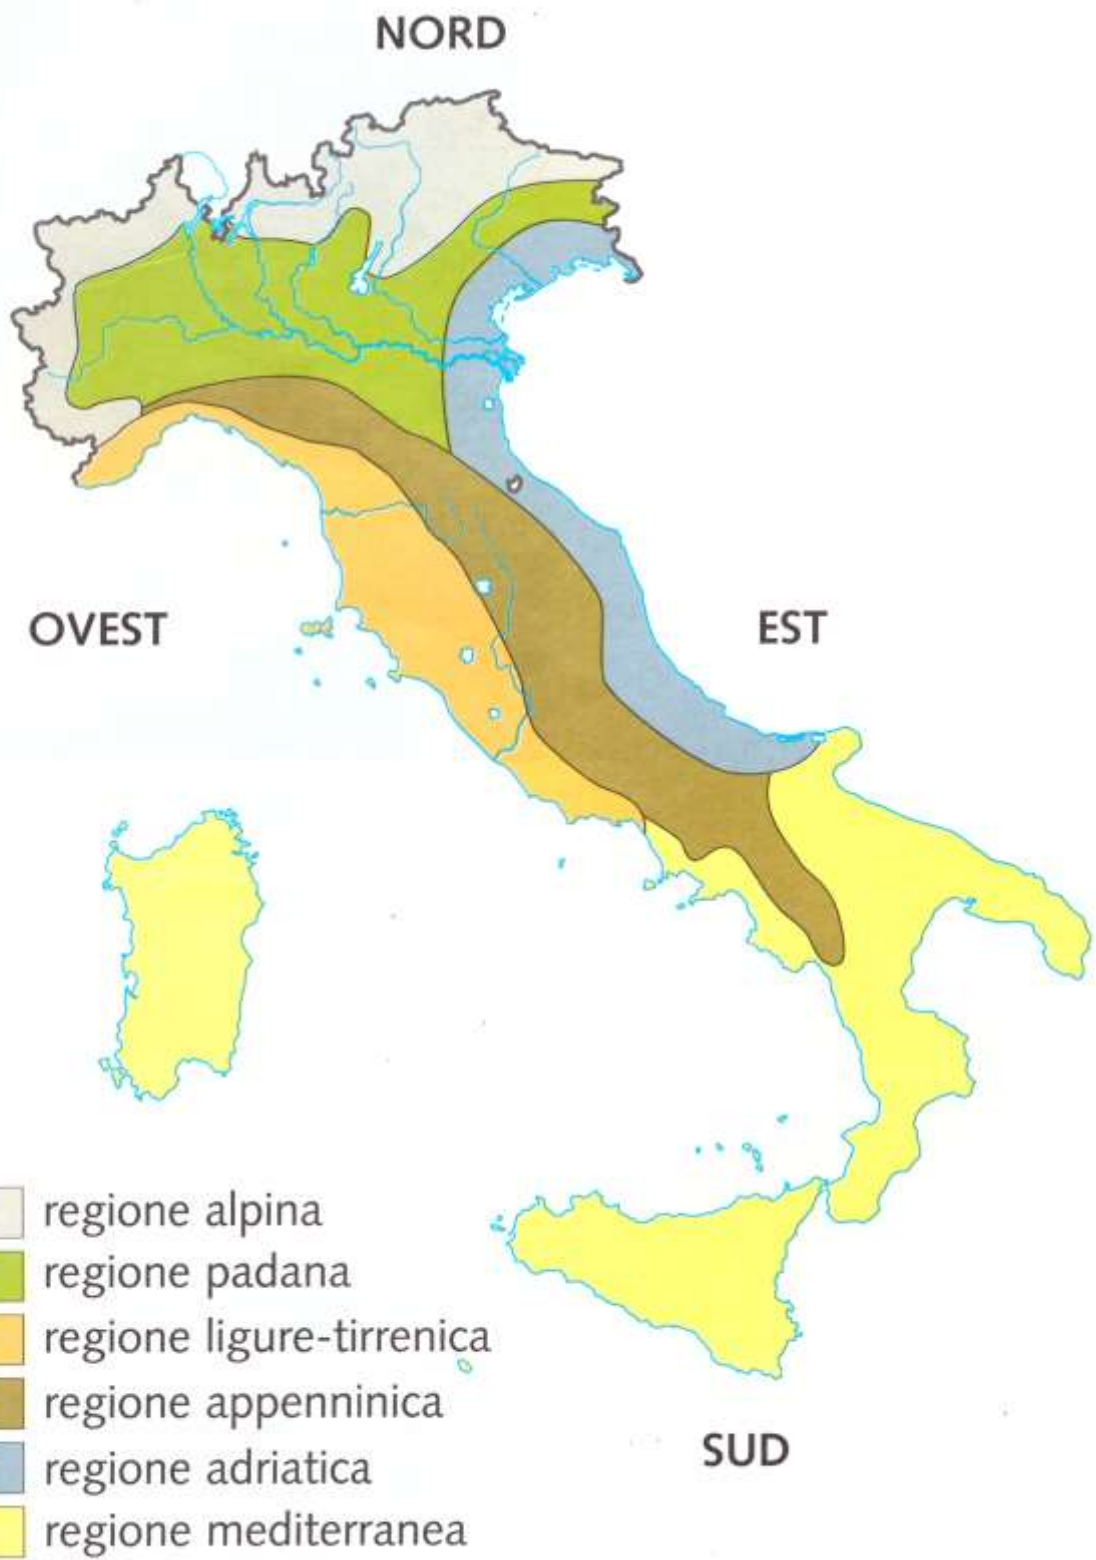 NORD
OVEST
EST
regione alpina
regione padana
regione ligure-tirrenica
regione appenninica
regione adriatica
SUD
regione mediterranea